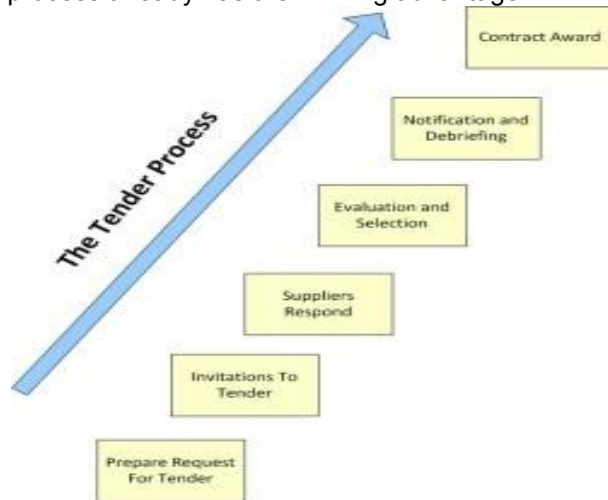 Contract Award
Notification and
Debriefing
The Tender Process
Evaluation and
Selection
Suppliers
Respond
Invitations To
Tender
Prepare Request
For Tender